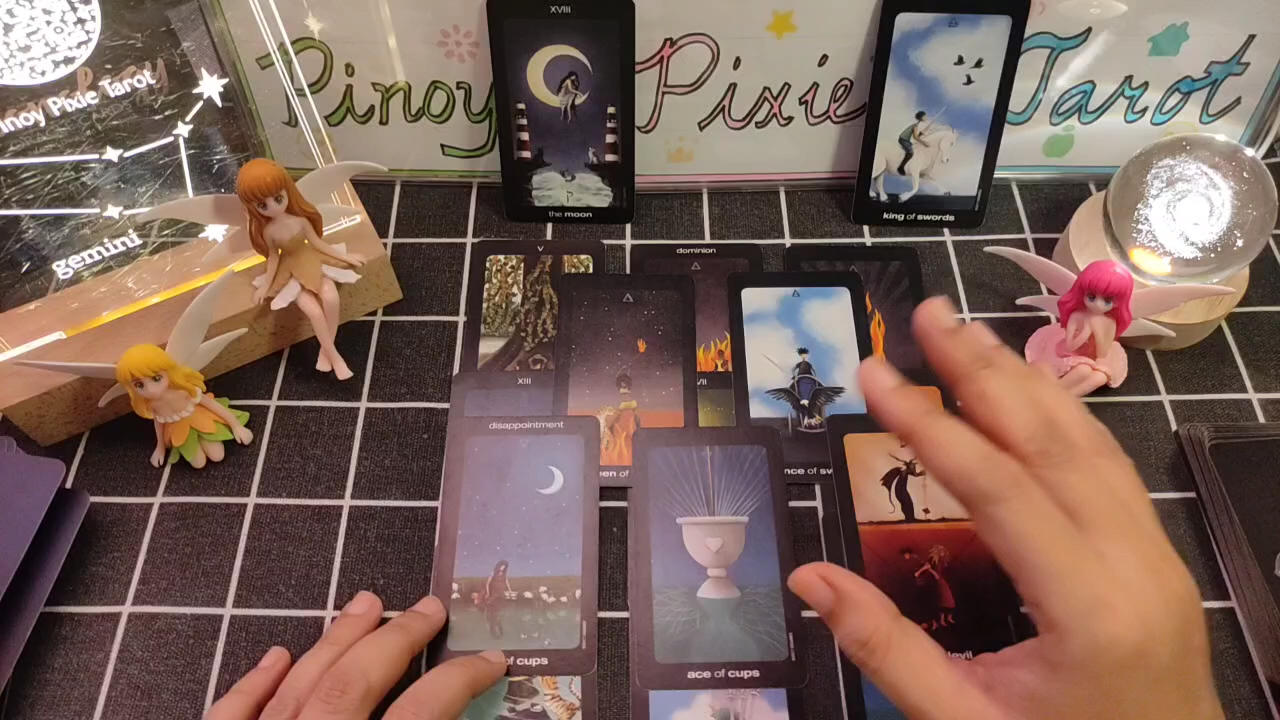 XVIII
Pinoy Pixie Tarot
Pinoy Pixie Tarot
the moon
king of swords
gemini
V
dominion
XIII
VII
disappointment
of cups
ace of cups